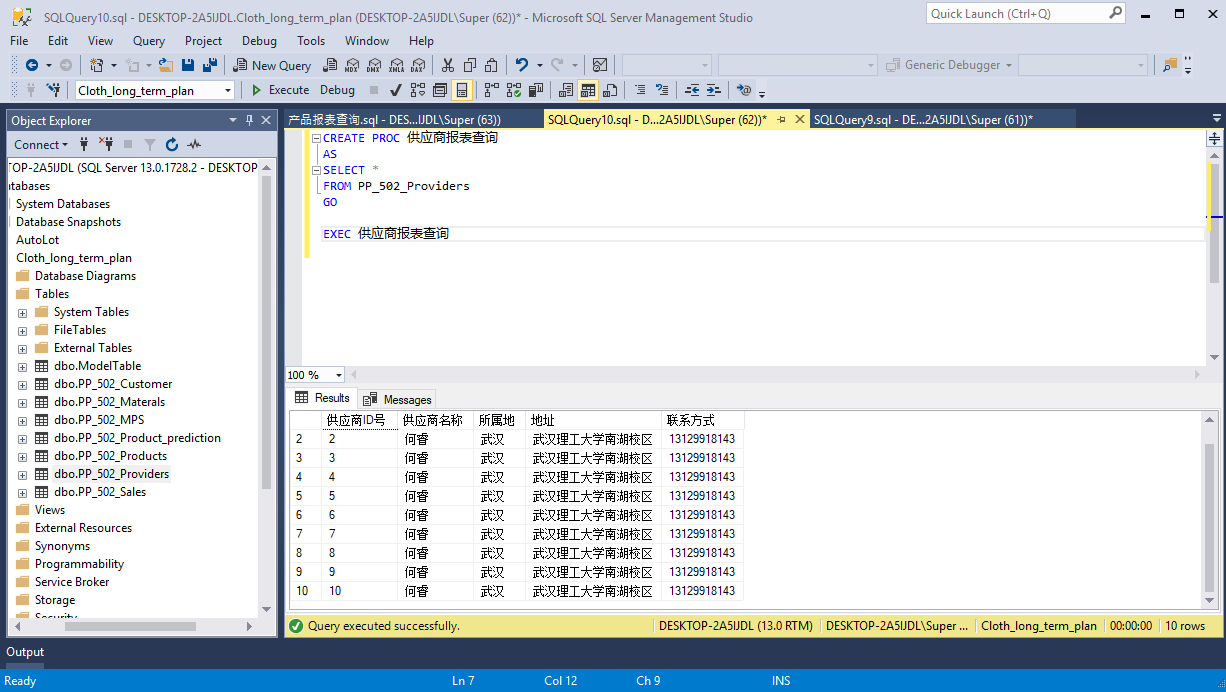 SQLQuery10.sql - DESKTOP-2A5IJDL.Cloth_long_term_plan (DESKTOP-2A5IJDL\Super (62))* - Microsoft SQL Server Management Studio
Quick Launch (Ctrl+Q)
File Edit View Query Project Debug Tools Window Help
New Query MDX DMX XMLA DAX Generic Debugger
Cloth_long_term_plan Execute Debug
Object Explorer
产品报表查询.sql - DES...IJDL\Super (63)) SQLQuery10.sql - D...2A5IJDL\Super (62))* SQLQuery9.sql - D...2A5IJDL\Super (61))*
Connect
TOP-2A5IJDL (SQL Server 13.0.1728.2 - DESKTOP
atabases
System Databases
Database Snapshots
AutoLot
Cloth_long_term_plan
Database Diagrams
Tables
System Tables
FileTables
External Tables
dbo.ModelTable
dbo.PP_502_Customer
dbo.PP_502_Materals
dbo.PP_502_MPS
dbo.PP_502_Product_prediction
dbo.PP_502_Products
dbo.PP_502_Providers
dbo.PP_502_Sales
Views
External Resources
Synonyms
Programmability
Service Broker
Storage
Security
CREATE PROC 供应商报表查询
AS
SELECT *
FROM PP_502_Providers
GO
EXEC 供应商报表查询
100 %
Results Messages
供应商ID号 供应商名称 所属地 地址 联系方式
2 2 何睿 武汉 武汉理工大学南湖校区 13129918143
3 3 何睿 武汉 武汉理工大学南湖校区 13129918143
4 4 何睿 武汉 武汉理工大学南湖校区 13129918143
5 5 何睿 武汉 武汉理工大学南湖校区 13129918143
6 6 何睿 武汉 武汉理工大学南湖校区 13129918143
7 7 何睿 武汉 武汉理工大学南湖校区 13129918143
8 8 何睿 武汉 武汉理工大学南湖校区 13129918143
9 9 何睿 武汉 武汉理工大学南湖校区 13129918143
10 10 何睿 武汉 武汉理工大学南湖校区 13129918143
Query executed successfully. DESKTOP-2A5IJDL (13.0 RTM) DESKTOP-2A5IJDL\Super ... Cloth_long_term_plan 00:00:00 10 rows
Output
Ready Ln 7 Col 12 Ch 9 INS